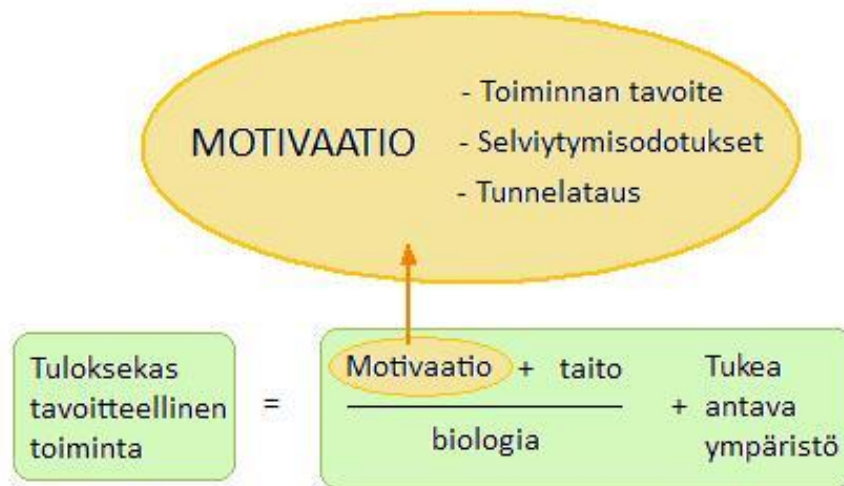 MOTIVAATIO
- Toiminnan tavoite
- Selviytymisodotukset
- Tunnelataus
Tuloksekas
tavoitteellinen
toiminta
=
Motivaatio + taito
biologia
+
Tukea
antava
ympäristö